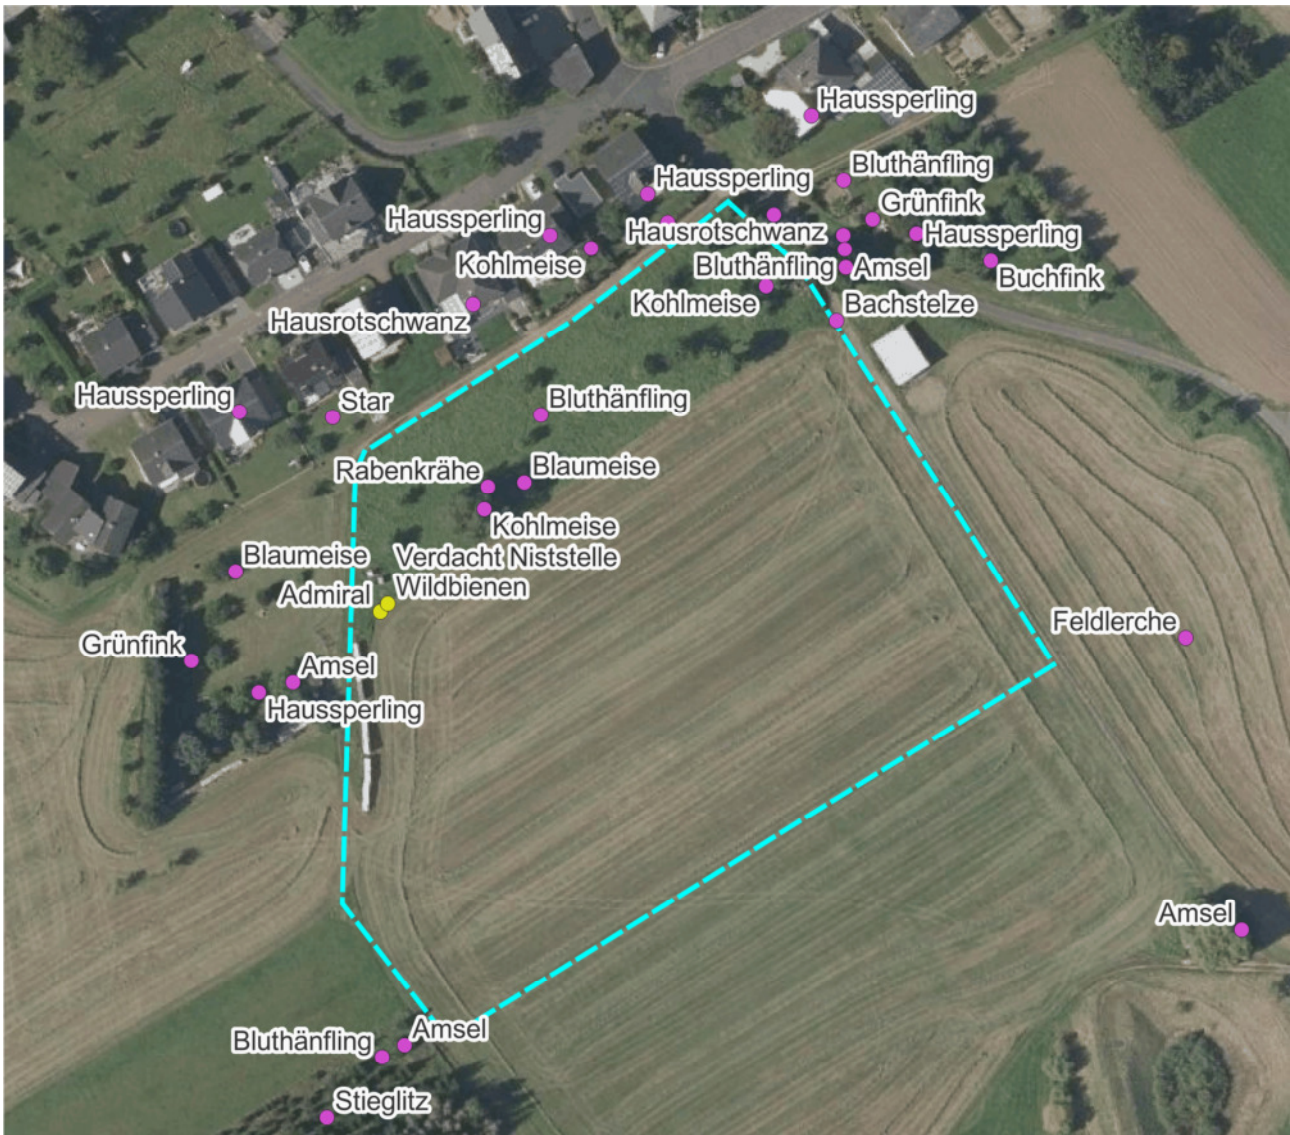 Haussperling
Bluthänfling
Haussperling
Grünfink
Haussperling
Hausrotschwanz
Haussperling
Kohlmeise
Bluthänfling
Amsel
Buchfink
Kohlmeise
Bachstelze
Hausrotschwanz
Haussperling
Star
Bluthänfling
Rabenkrähe
Blaumeise
Kohlmeise
Blaumeise
Verdacht Niststelle
Wildbienen
Admiral
Feldlerche
Grünfink
Amsel
Haussperling
Amsel
Amsel
Bluthänfling
Stieglitz